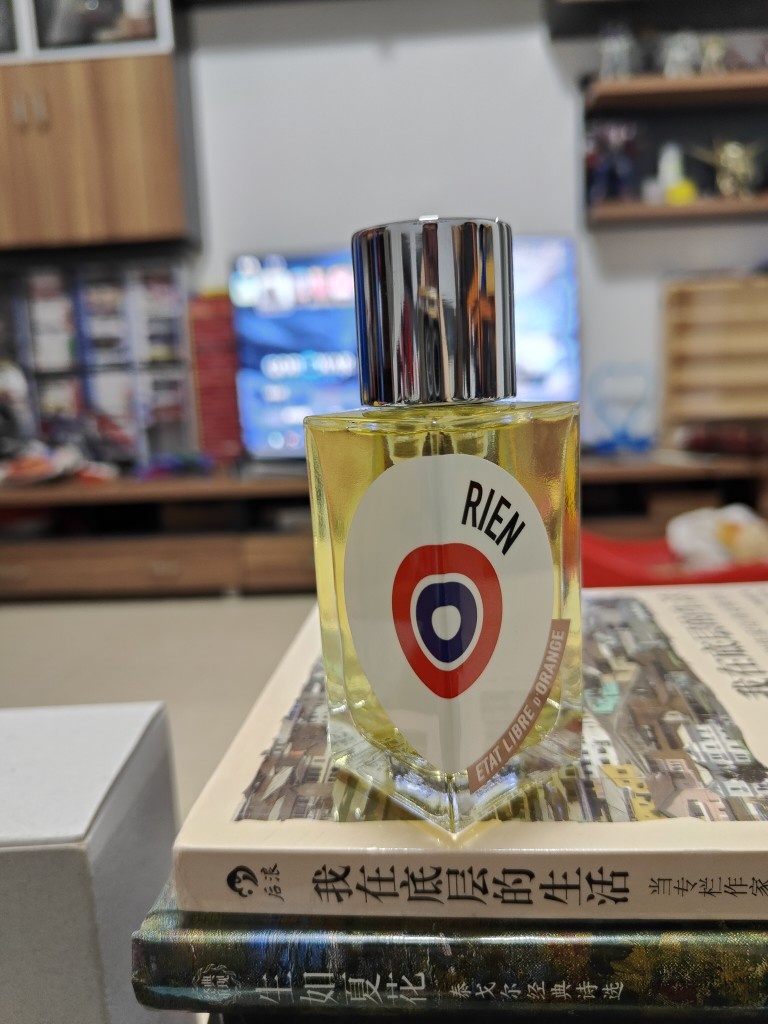 RIEN
ETAT LIBRE D'ORANGE
后浪
我在底层的生活
当专栏作家
生如夏花
泰戈尔经典诗选